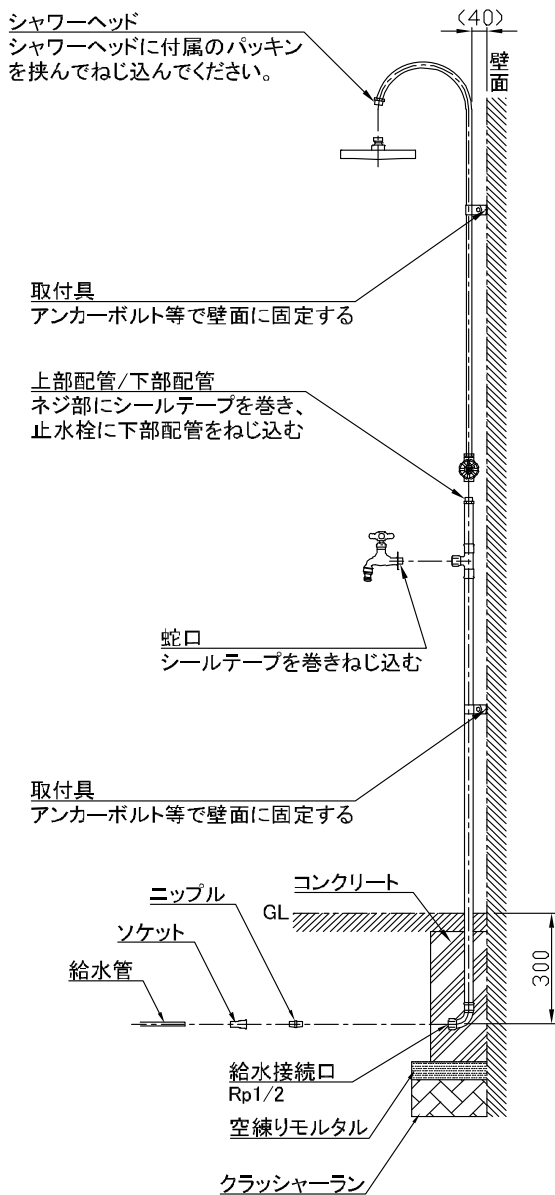 シャワーヘッド
シャワーヘッドに付属のパッキン
を挟んでねじ込んでください。
(40)
壁面
取付具
アンカーボルト等で壁面に固定する
上部配管/下部配管
ネジ部にシールテープを巻き、
止水栓に下部配管をねじ込む
蛇口
シールテープを巻きねじ込む
取付具
アンカーボルト等で壁面に固定する
ニップル
コンクリート
GL
ソケット
給水管
300
給水接続口
Rp1/2
空練りモルタル
クラッシャーラン